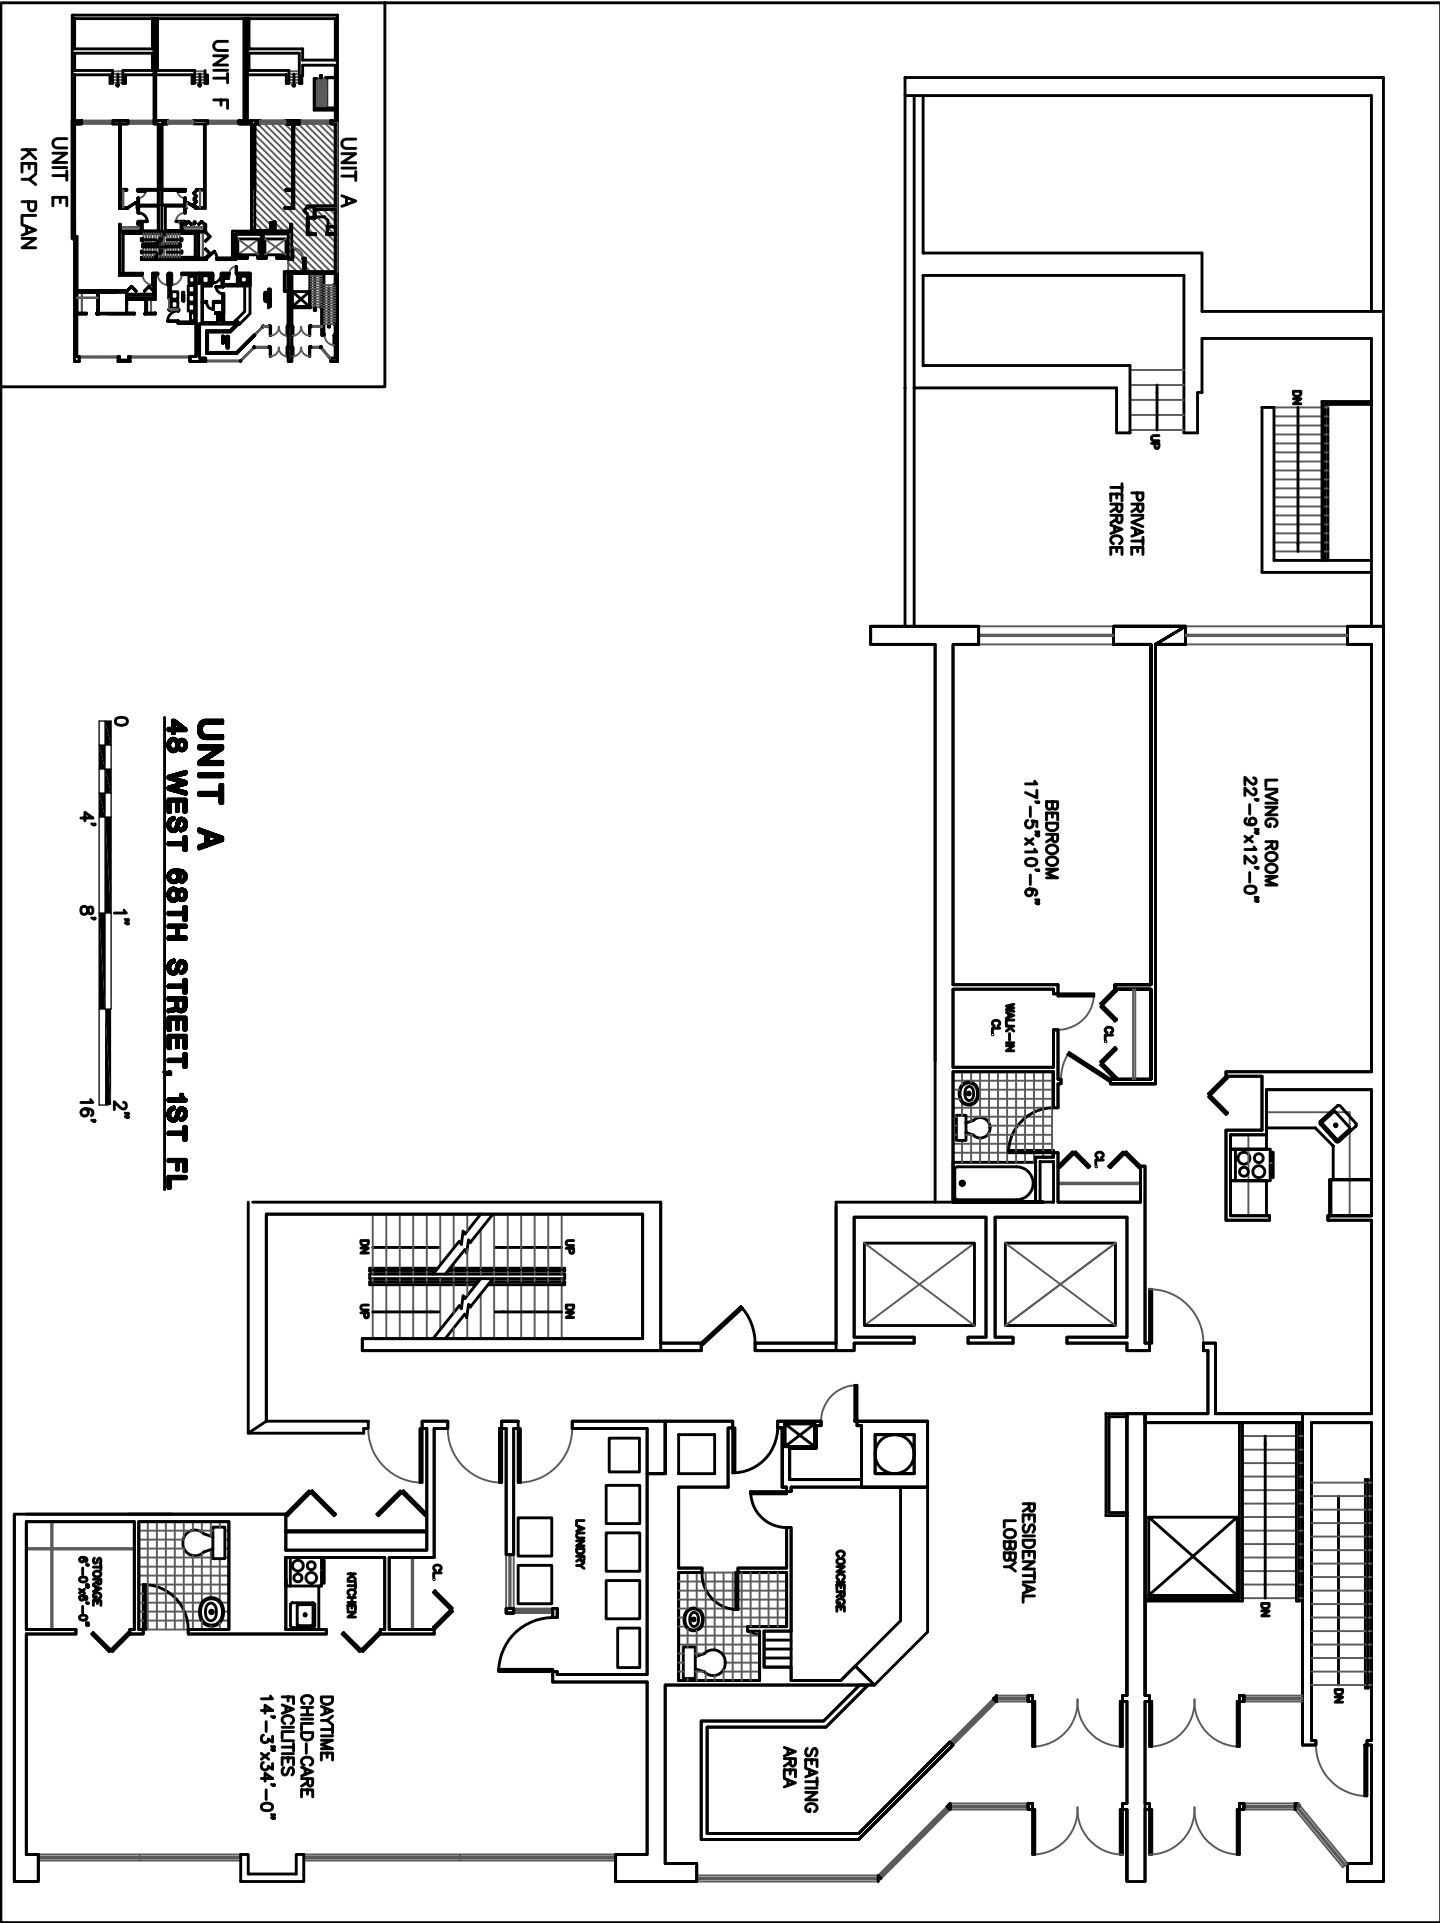 UNIT F
UNIT A
UNIT E
KEY PLAN
DN
UP
PRIVATE
TERRACE
LIVING ROOM
22'-9"x12'-0"
BEDROOM
17'-5"x10'-6"
WALK-IN
CL.
CL.
CL.
UNIT A
48 WEST 68TH STREET, 1ST FL
0
1"
2"
4'
8'
16'
UP
DN
DN
UP
RESIDENTIAL
LOBBY
DN
DN
CONCIERGE
SEATING
AREA
LAUNDRY
CL.
KITCHEN
STORAGE
6'-0"x6'-0"
DAYTIME
CHILD-CARE
FACILITIES
14'-3"x34'-0"